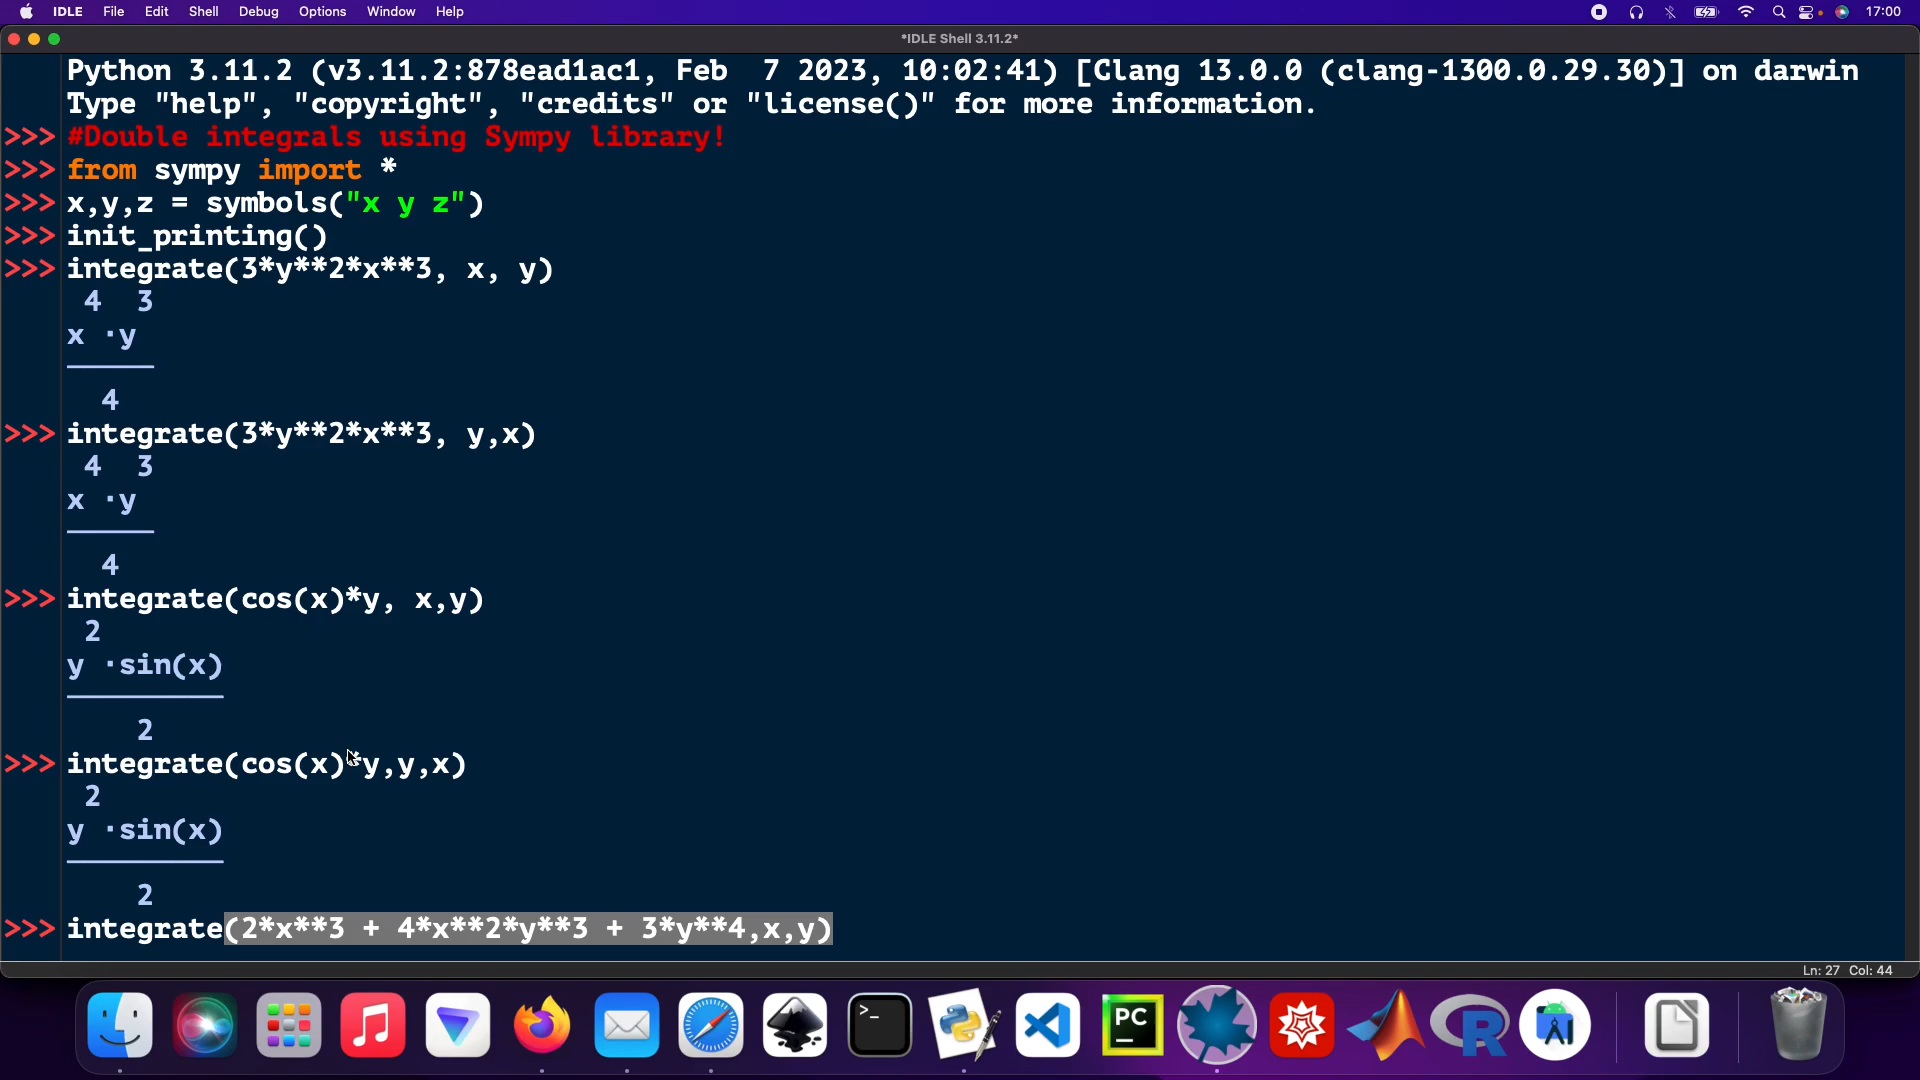 IDLE File Edit Shell Debug Options Window Help 17:00
*IDLE Shell 3.11.2*
Python 3.11.2 (v3.11.2:878ead1ac1, Feb  7 2023, 10:02:41) [Clang 13.0.0 (clang-1300.0.29.30)] on darwin
Type "help", "copyright", "credits" or "license()" for more information.
>>> #Double integrals using Sympy library!
>>> from sympy import *
>>> x,y,z = symbols("x y z")
>>> init_printing()
>>> integrate(3*y**2*x**3, x, y)
4  3
x ·y
4
>>> integrate(3*y**2*x**3, y,x)
4  3
x ·y
4
>>> integrate(cos(x)*y, x,y)
2
y ·sin(x)
2
>>> integrate(cos(x)*y,y,x)
2
y ·sin(x)
2
>>> integrate(2*x**3 + 4*x**2*y**3 + 3*y**4,x,y)
Ln: 27 Col: 44
>_
PC
R